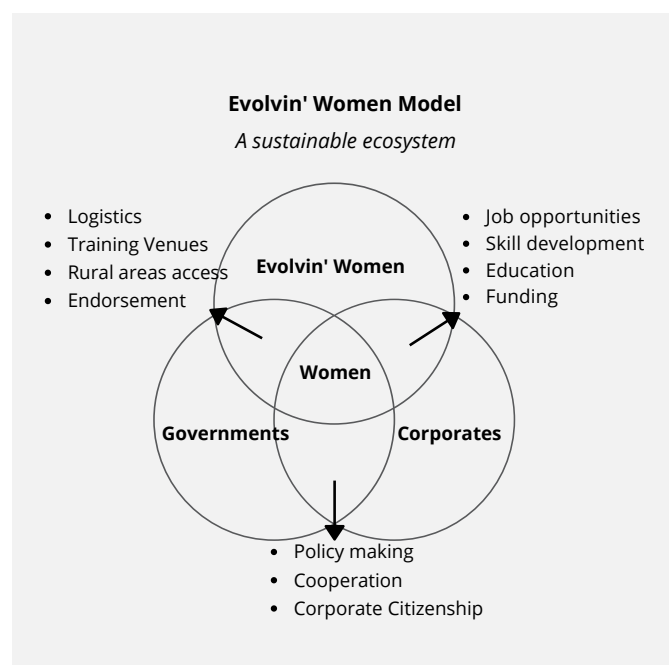 Evolvin' Women Model
A sustainable ecosystem
• Logistics
• Training Venues
• Rural areas access
• Endorsement
• Job opportunities
• Skill development
• Education
• Funding
Evolvin' Women
Women
Governments
Corporates
• Policy making
• Cooperation
• Corporate Citizenship